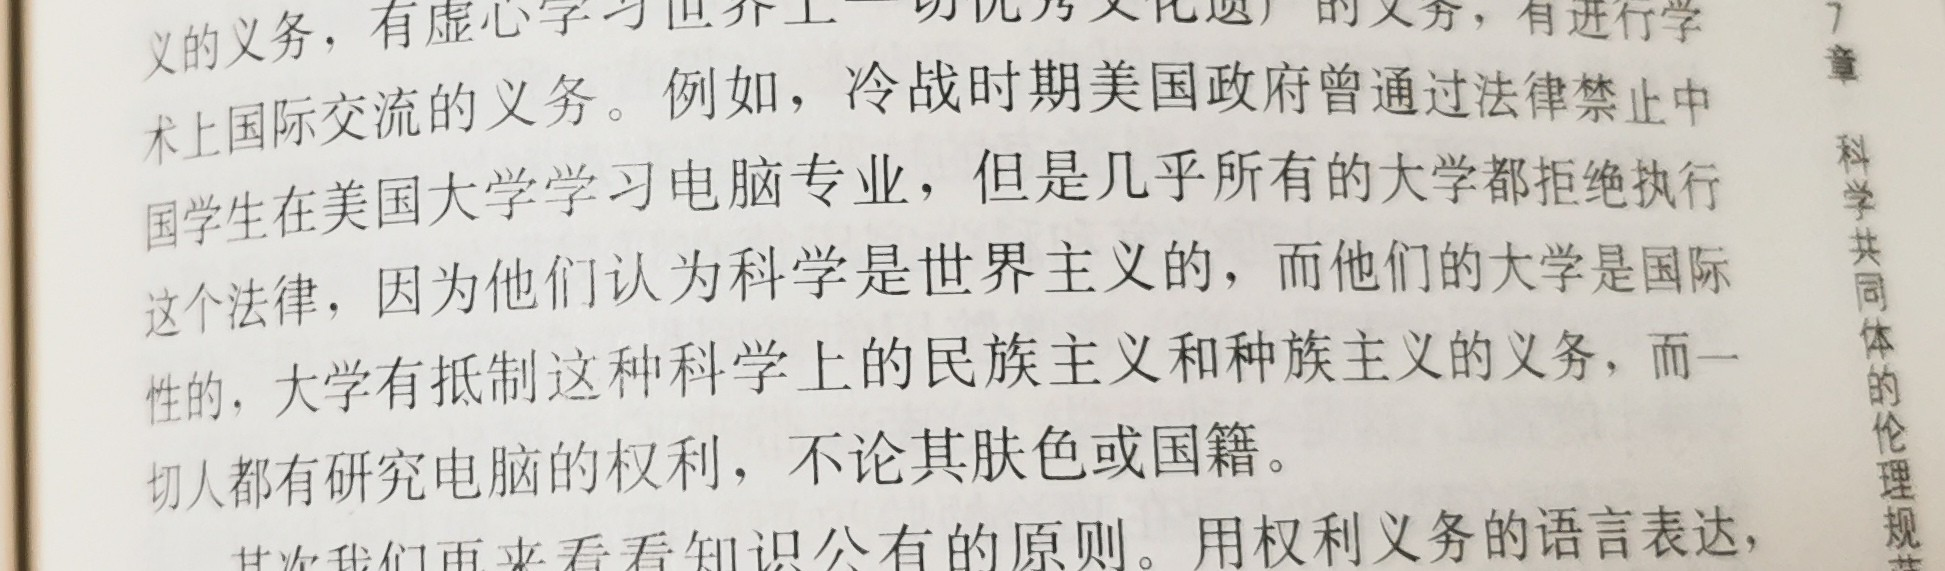 义的义务，有虚心学习世界上一切优秀文化遗产的义务，有进行学
术上国际交流的义务。例如，冷战时期美国政府曾通过法律禁止中
国学生在美国大学学习电脑专业，但是几乎所有的大学都拒绝执行
这个法律，因为他们认为科学是世界主义的，而他们的大学是国际
性的，大学有抵制这种科学上的民族主义和种族主义的义务，而一
切人都有研究电脑的权利，不论其肤色或国籍。
其次我们再来看看知识公有的原则。用权利义务的语言表达，
7章 科学共同体的伦理规范